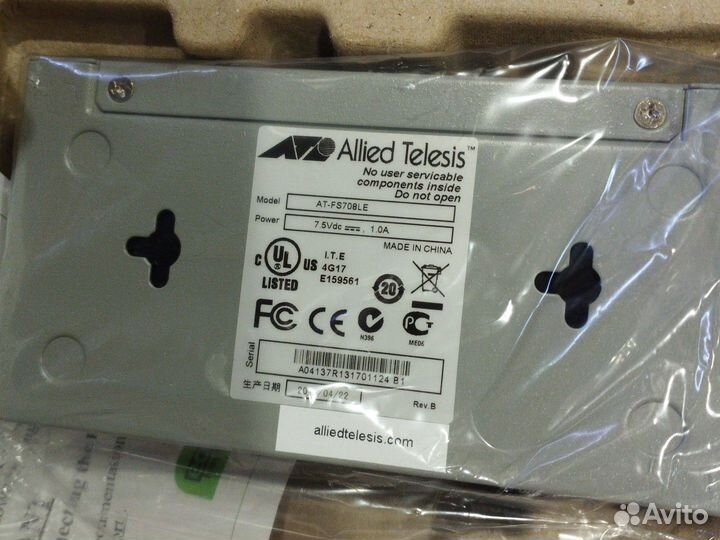 Allied Telesis™
No user servicable
components inside
Do not open
Model AT-FS708LE
Power 7.5Vdc ⎓, 1.0A
MADE IN CHINA
C UL US
LISTED
I.T.E
4G17
E159561
20
FC CE
N396
ME06
Serial
A04137R131701124 B1
生产日期 04/22
Rev.B
alliedtelesis.com
Avito